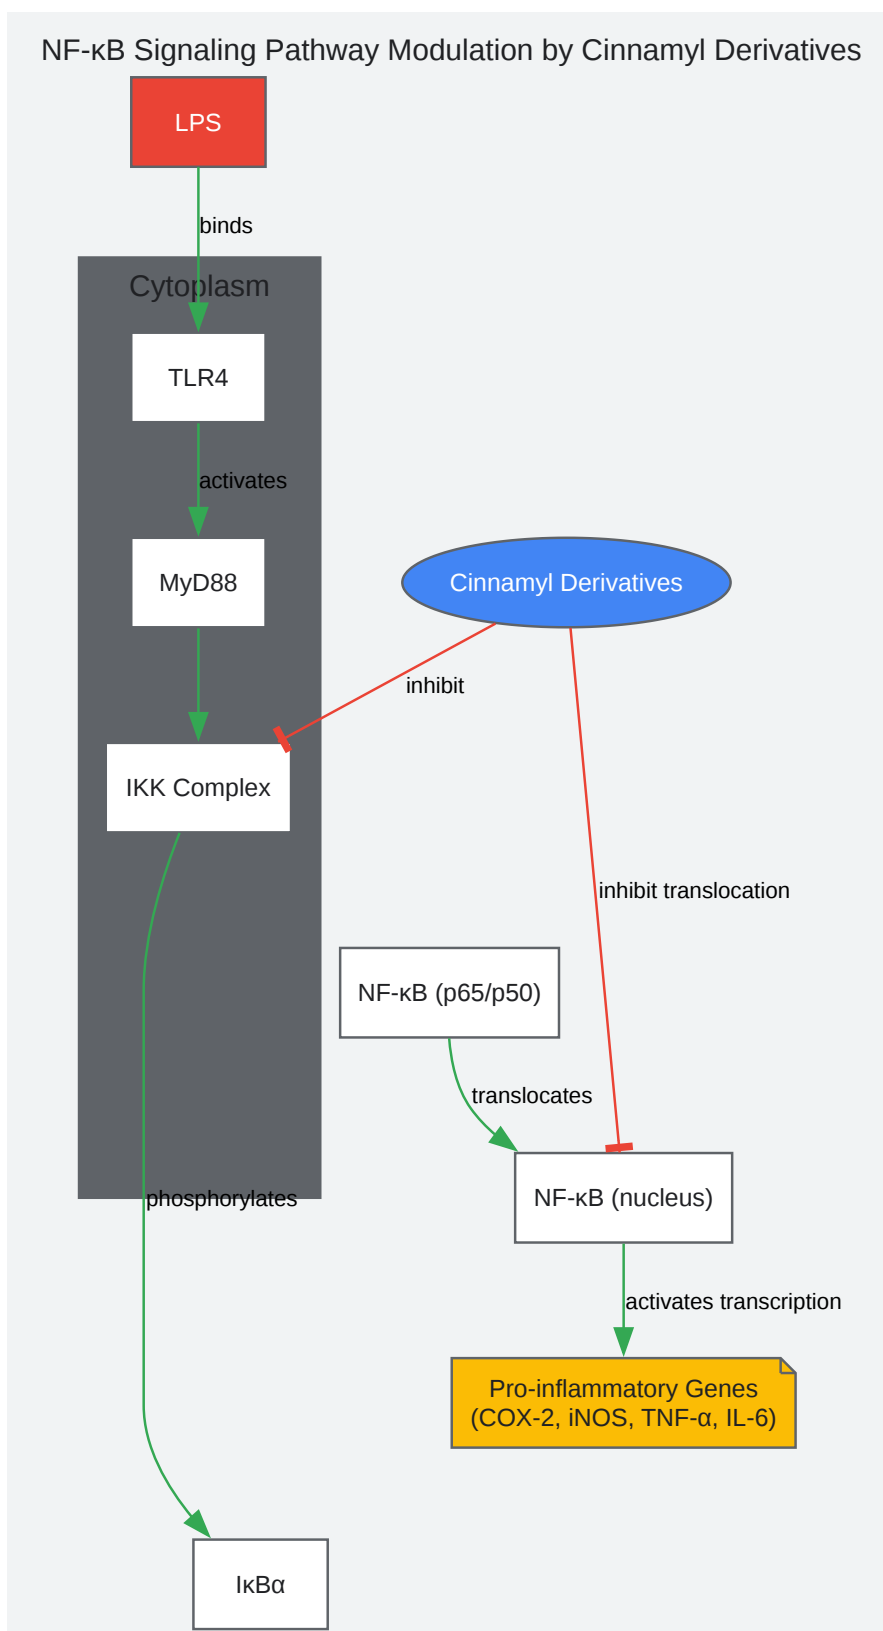 NF-κB Signaling Pathway Modulation by Cinnamyl Derivatives
LPS
binds
Cytoplasm
TLR4
activates
MyD88
Cinnamyl Derivatives
inhibit
IKK Complex
inhibit translocation
NF-κB (p65/p50)
translocates
phosphorylates
NF-κB (nucleus)
activates transcription
Pro-inflammatory Genes
(COX-2, iNOS, TNF-α, IL-6)
IκBα